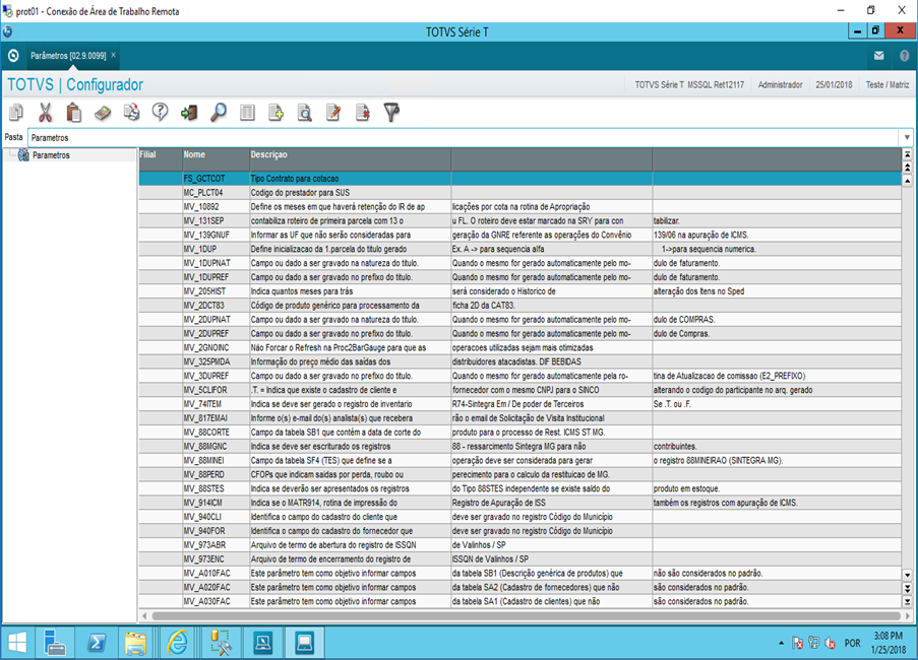 prot01 - Conexão de Área de Trabalho Remota
TOTVS Série T
Parâmetros [02.9.0099] ×
TOTVS | Configurador
TOTVS Série T MSSQL Ret12117 Administrador 25/01/2018 Teste / Matriz
Pasta Parametros
Parametros
Filial Nome Descriçao
FS_GCTCOT Tipo Contrato para cotacao
MC_PLCT04 Codigo do prestador para SUS
MV_10892 Define os meses em que haverá retenção do IR de ap licações por cota na rotina de Apropriação
MV_131SEP contabiliza roteiro de primeira parcela com 13 o u FL. O roteiro deve estar marcado na SRY para con tabilizar.
MV_139GNUF Informar as UF que não serão consideradas para geração da GNRE referente as operações do Convênio 139/06 na apuração de ICMS.
MV_1DUP Define inicializacao da 1.parcela do titulo gerado Ex. A -> para sequencia alfa 1->para sequencia numerica.
MV_1DUPNAT Campo ou dado a ser gravado na natureza do titulo. Quando o mesmo for gerado automaticamente pelo mo- dulo de faturamento.
MV_1DUPREF Campo ou dado a ser gravado no prefixo do titulo. Quando o mesmo for gerado automaticamente pelo mo- dulo de faturamento.
MV_205HIST Indica quantos meses para trás será considerado o Historico de alteração dos Itens no Sped
MV_2DCT83 Código de produto genérico para processamento da ficha 2D da CAT83.
MV_2DUPNAT Campo ou dado a ser gravado na natureza do titulo. Quando o mesmo for gerado automaticamente pelo mo- dulo de COMPRAS.
MV_2DUPREF Campo ou dado a ser gravado no prefixo do titulo. Quando o mesmo for gerado automaticamente pelo mo- dulo de Compras.
MV_2GNOINC Não Forcar o Refresh na Proc2BarGauge para que as operacoes utilizadas sejam mais otimizadas
MV_325PMDA Informação do preço médio das saídas dos distribuidores atacadistas. DIF BEBIDAS
MV_3DUPREF Campo ou dado a ser gravado no prefixo do titulo. Quando o mesmo for gerado automaticamente pela ro- tina de Atualizacao de comissao (E2_PREFIXO)
MV_5CLIFOR .T. = Indica que existe o cadastro de cliente e fornecedor com o mesmo CNPJ para o SINCO alterando o codigo do participante no arq. gerado
MV_74ITEM Indica se deve ser gerado o registro de inventario R74-Sintegra Em / De poder de Terceiros Se .T. ou .F.
MV_817EMAI Informe o(s) e-mail do(s) analista(s) que recebera rão o email de Solicitação de Visita Institucional
MV_88CORTE Campo da tabela SB1 que contém a data de corte do produto para o processo de Rest. ICMS ST MG.
MV_88MGNC Indica se deve ser escriturado os registros 88 - ressarcimento Sintegra MG para não contribuintes.
MV_88MINEI Campo da tabela SF4 (TES) que define se a operação deve ser considerada para gerar o registro 88MINEIRAO (SINTEGRA MG).
MV_88PERD CFOPs que indicam saidas por perda, roubo ou perecimento para o calculo da restituicao de MG.
MV_88STES Indica se deverão ser apresentados os registros do Tipo 88STES independente se existe saldo do produto em estoque.
MV_914ICM Indica se o MATR914, rotina de impressão do Registro de Apuração de ISS também os registros com apuração de ICMS.
MV_940CLI Identifica o campo do cadastro do cliente que deve ser gravado no registro Código do Município
MV_940FOR Identifica o campo do cadastro do fornecedor que deve ser gravado no registro Código do Município
MV_973ABR Arquivo de termo de abertura do registro de ISSQN de Valinhos / SP
MV_973ENC Arquivo de termo de encerramento do registro de ISSQN de Valinhos / SP
MV_A010FAC Este parâmetro tem como objetivo informar campos da tabela SB1 (Descrição genérica de produtos) que não são considerados no padrão.
MV_A020FAC Este parâmetro tem como objetivo informar campos da tabela SA2 (Cadastro de fornecedores) que não são considerados no padrão.
MV_A030FAC Este parâmetro tem como objetivo informar campos da tabela SA1 (Cadastro de clientes) que não são considerados no padrão.
POR 3:08 PM
1/25/2018